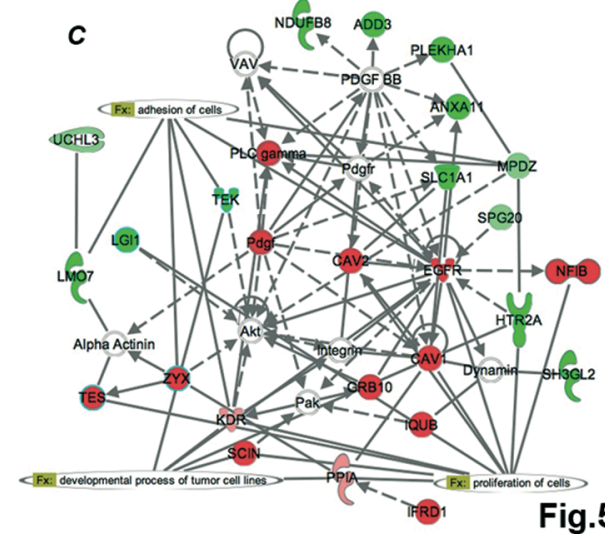 C
NDUFB8
ADD3
PLEKHA1
VAV
PDGF BB
ANXA11
Fx: adhesion of cells
UCHL3
PLC gamma
Pdgfr
SLC1A1
MPDZ
TEK
SPG20
LGI1
Pdgf
CAV2
EGFR
NFIB
LMO7
HTR2A
Akt
Alpha Actinin
Integrin
CAV1
Dynamin
SH3GL2
ZYX
GRB10
TES
Pak
KDR
IQUB
SCIN
Fx: developmental process of tumor cell lines
PPIA
Fx: proliferation of cells
IFRD1
Fig.5